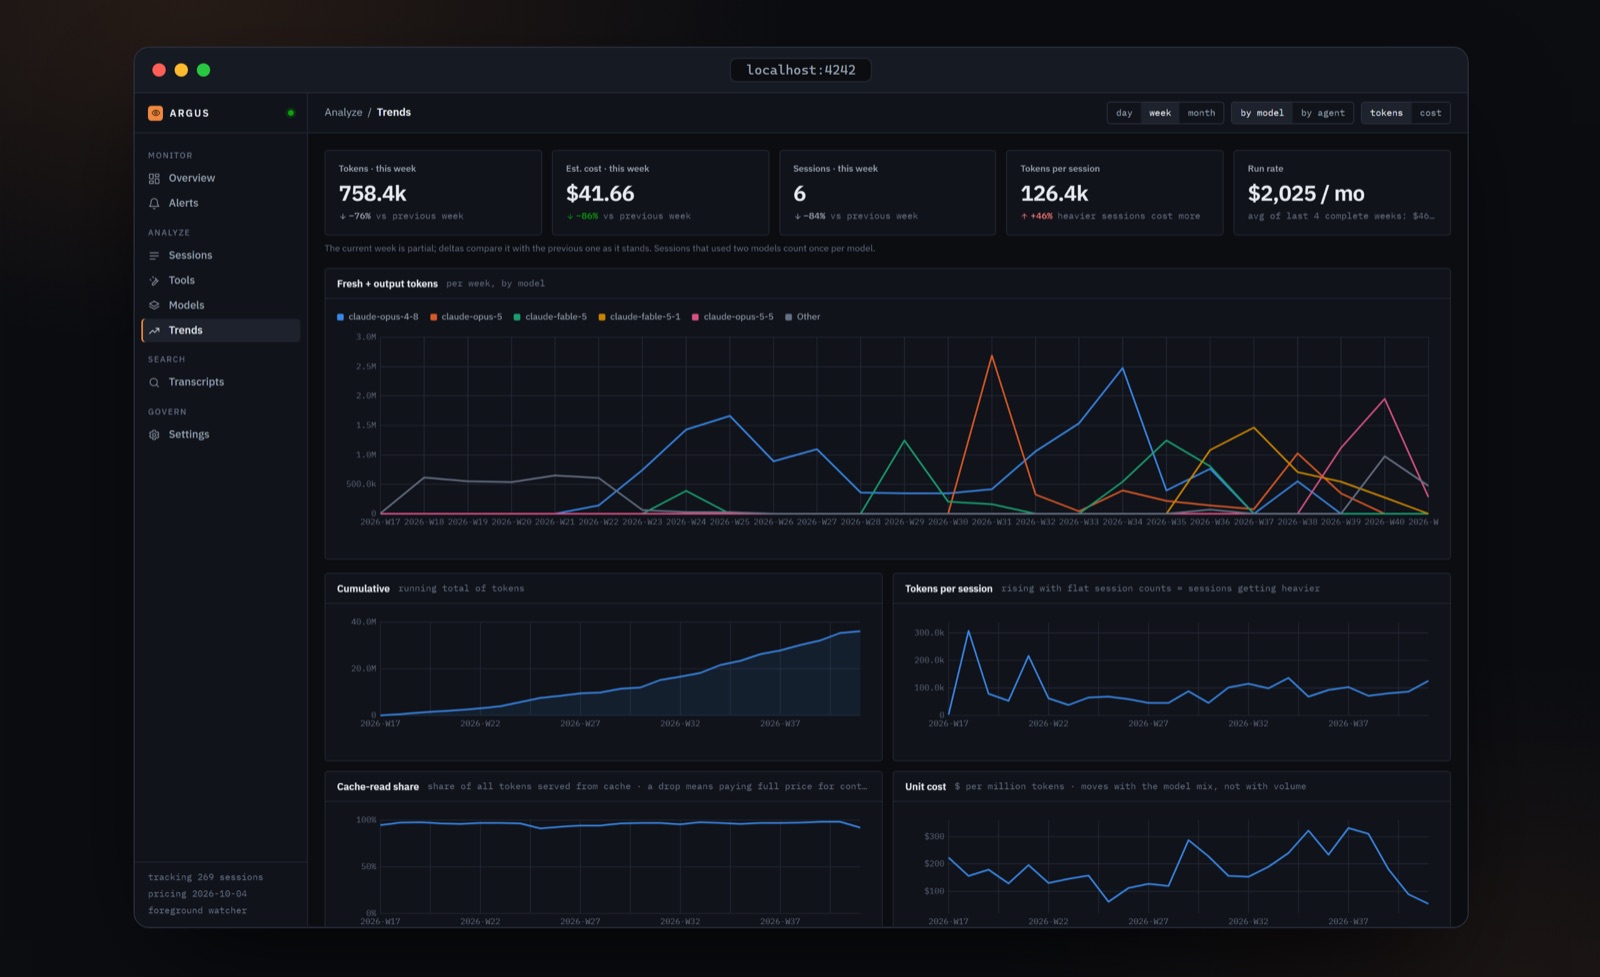 localhost:4242
ARGUS
Analyze / Trends
day week month
by model by agent
tokens cost
MONITOR
Overview
Alerts
ANALYZE
Sessions
Tools
Models
Trends
SEARCH
Transcripts
GOVERN
Settings
tracking 269 sessions
pricing 2026-10-04
foreground watcher
Tokens · this week
758.4k
↓ −76% vs previous week
Est. cost · this week
$41.66
↓ −86% vs previous week
Sessions · this week
6
↓ −84% vs previous week
Tokens per session
126.4k
↑ +46% heavier sessions cost more
Run rate
$2,025 / mo
avg of last 4 complete weeks: $46…
The current week is partial; deltas compare it with the previous one as it stands. Sessions that used two models count once per model.
Fresh + output tokens per week, by model
claude-opus-4-8 claude-opus-5 claude-fable-5 claude-fable-5-1 claude-opus-5-5 Other
3.0M
2.5M
2.0M
1.5M
1.0M
500.0k
0
2026-W17 2026-W18 2026-W19 2026-W20 2026-W21 2026-W22 2026-W23 2026-W24 2026-W25 2026-W26 2026-W27 2026-W28 2026-W29 2026-W30 2026-W31 2026-W32 2026-W33 2026-W34 2026-W35 2026-W36 2026-W37 2026-W38 2026-W39 2026-W40 2026-W
Cumulative running total of tokens
40.0M
20.0M
0
2026-W17 2026-W22 2026-W27 2026-W32 2026-W37
Tokens per session rising with flat session counts = sessions getting heavier
300.0k
200.0k
100.0k
0
2026-W17 2026-W22 2026-W27 2026-W32 2026-W37
Cache-read share share of all tokens served from cache · a drop means paying full price for cont…
100%
50%
0%
2026-W17 2026-W22 2026-W27 2026-W32 2026-W37
Unit cost $ per million tokens · moves with the model mix, not with volume
$300
$200
$100
2026-W17 2026-W22 2026-W27 2026-W32 2026-W37